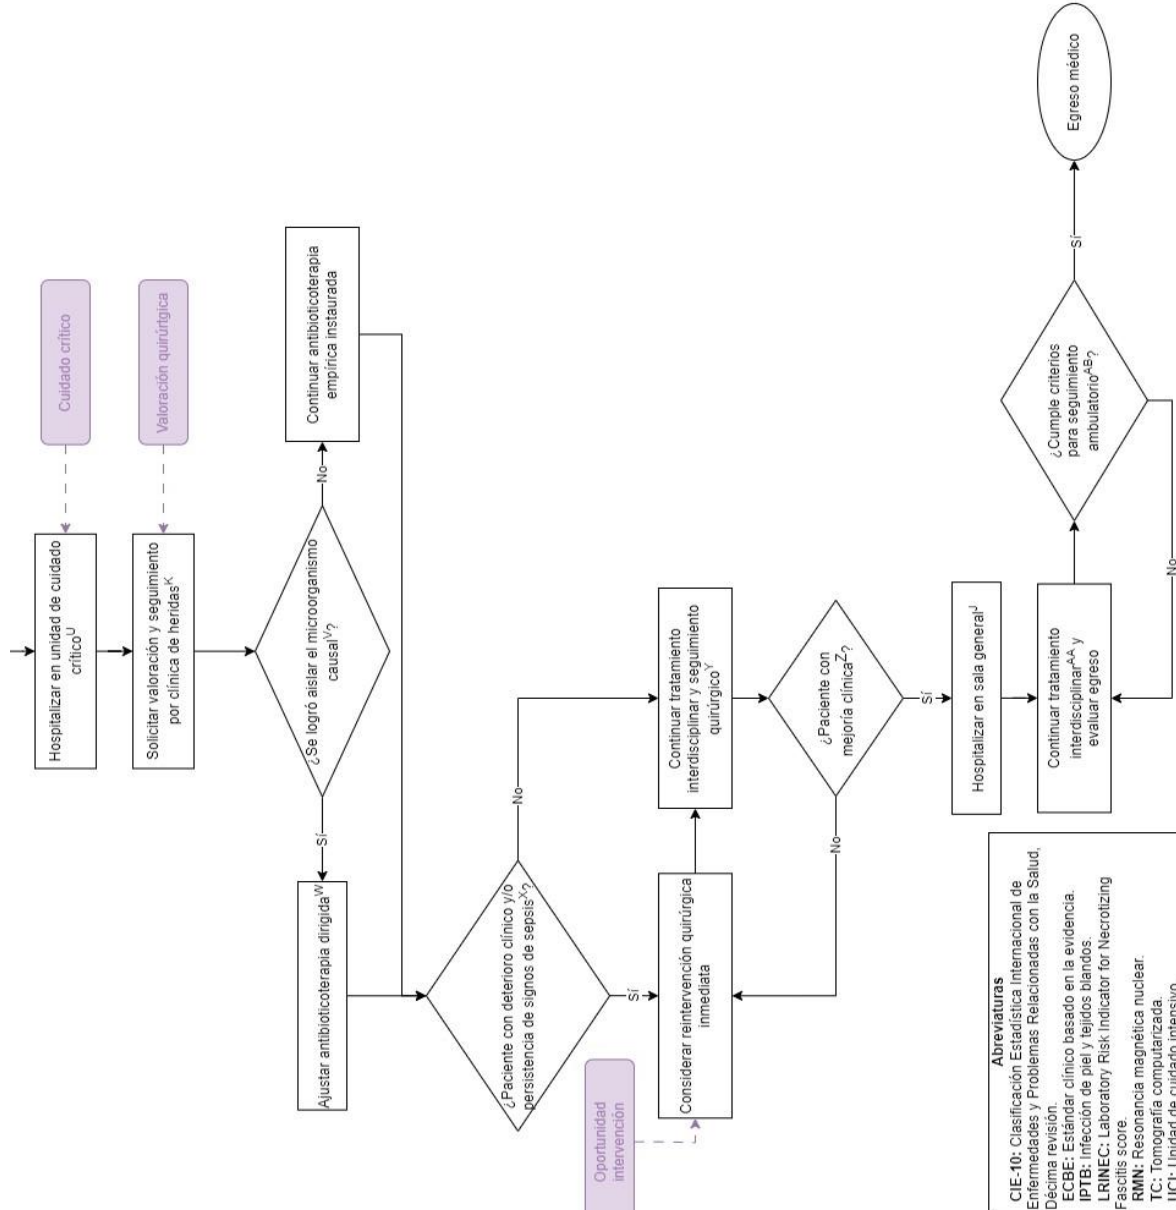 Hospitalizar en unidad de cuidado
crítico^U
Cuidado crítico
Solicitar valoración y seguimiento
por clínica de heridas^K
Valoración quirúrtgica
¿Se logró aislar el microorganismo
causal^V?
No
Continuar antibioticoterapia
empírica instaurada
Sí
Ajustar antibioticoterapia dirigida^W
¿Paciente con deterioro clínico y/o
persistencia de signos de sepsis^X?
No
Sí
Oportunidad
intervención
Considerar reintervención quirúrgica
inmediata
Continuar tratamiento
interdisciplinar y seguimiento
quirúrgico^Y
¿Paciente con
mejoría clínica^Z?
No
Sí
Hospitalizar en sala general^J
Continuar tratamiento
interdisciplinar^AA y
evaluar egreso
¿Cumple criterios
para seguimiento
ambulatorio^AB?
No
Sí
Egreso médico
Abreviaturas
CIE-10: Clasificación Estadística Internacional de
Enfermedades y Problemas Relacionadas con la Salud,
Décima revisión.
ECBE: Estándar clínico basado en la evidencia.
IPTB: Infección de piel y tejidos blandos.
LRINEC: Laboratory Risk Indicator for Necrotizing
Fasciitis score.
RMN: Resonancia magnética nuclear.
TC: Tomografía computarizada.
UCI: Unidad de cuidado intensivo